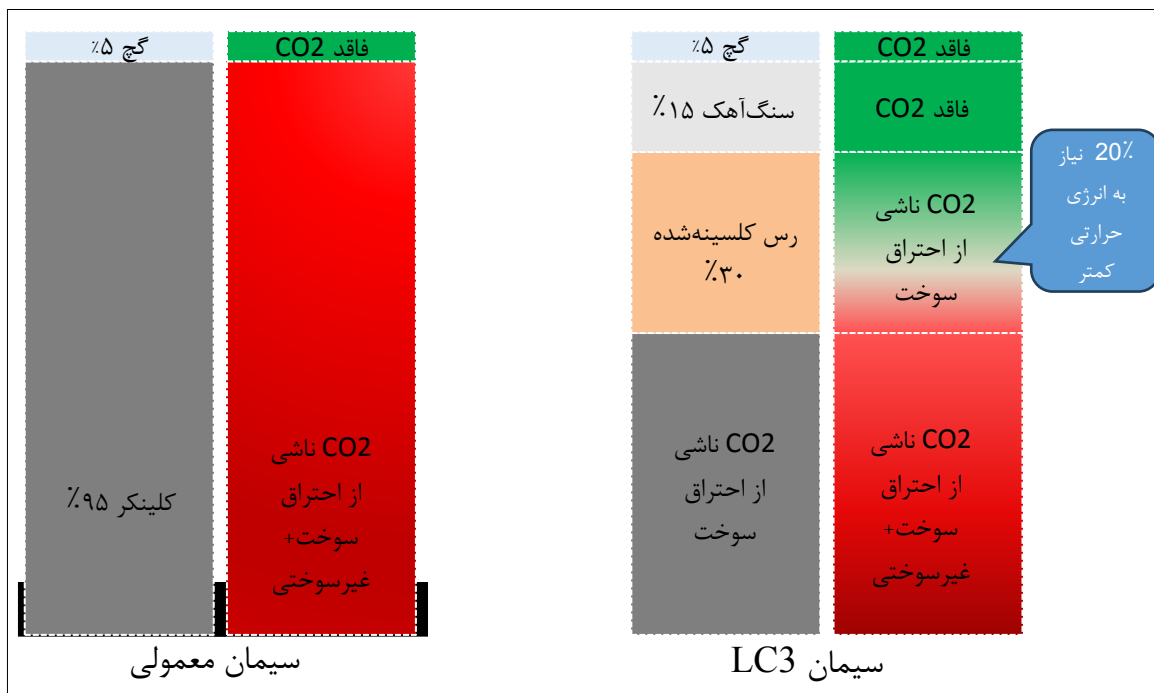 گچ ۵٪
فاقد CO2
کلینکر ۹۵٪
CO2 ناشی
از احتراق
سوخت+
غیرسوختی
سیمان معمولی
گچ ۵٪
فاقد CO2
سنگ‌آهک ۱۵٪
فاقد CO2
رس کلسینه‌شده
۳۰٪
CO2 ناشی
از احتراق
سوخت
20٪ نیاز
به انرژی
حرارتی
کمتر
CO2 ناشی
از احتراق
سوخت
CO2 ناشی
از احتراق
سوخت+
غیرسوختی
سیمان LC3